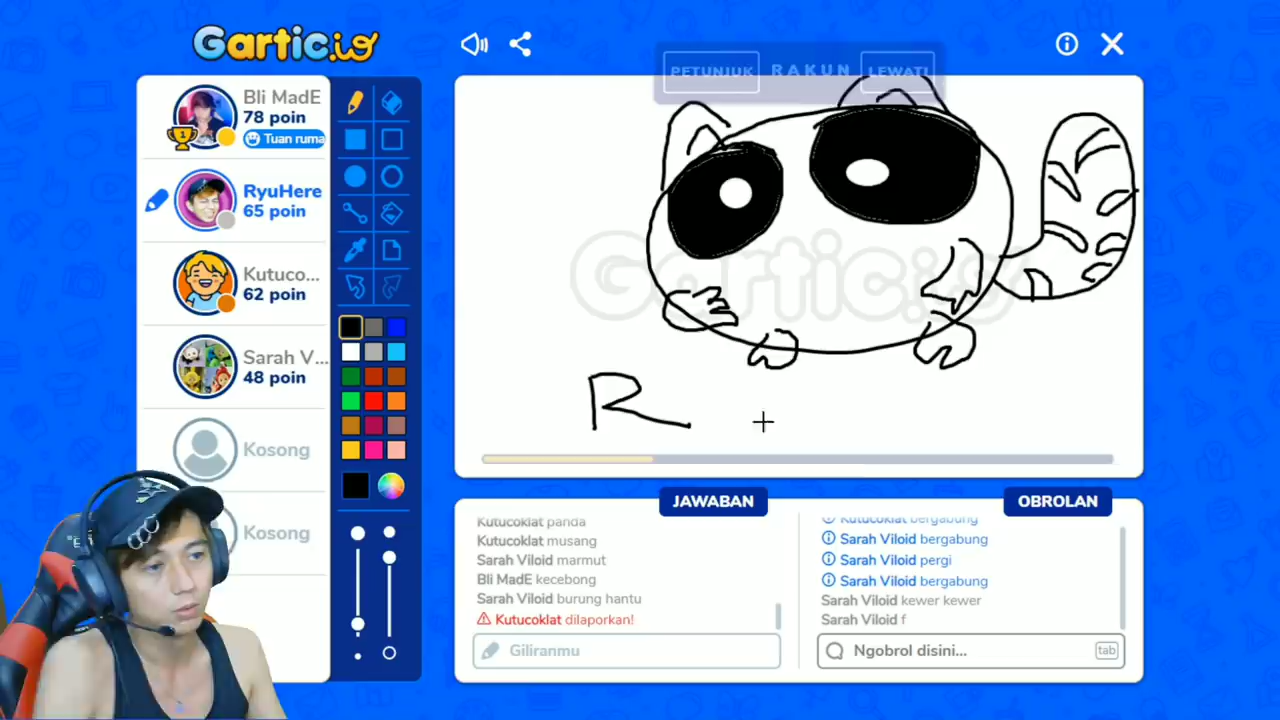 Gartic.io
PETUNJUK RAKUN LEWATI
Bli MadE
78 poin
1
Tuan ruma
RyuHere
65 poin
Kutuco...
62 poin
Sarah V...
48 poin
Kosong
Kosong
Gartic.io
R
JAWABAN
Kutucoklat panda
Kutucoklat musang
Sarah Viloid marmut
Bli MadE kecebong
Sarah Viloid burung hantu
Kutucoklat dilaporkan!
Giliranmu
OBROLAN
Kutucoklat bergabung
Sarah Viloid bergabung
Sarah Viloid pergi
Sarah Viloid bergabung
Sarah Viloid kewer kewer
Sarah Viloid f
Ngobrol disini...
tab